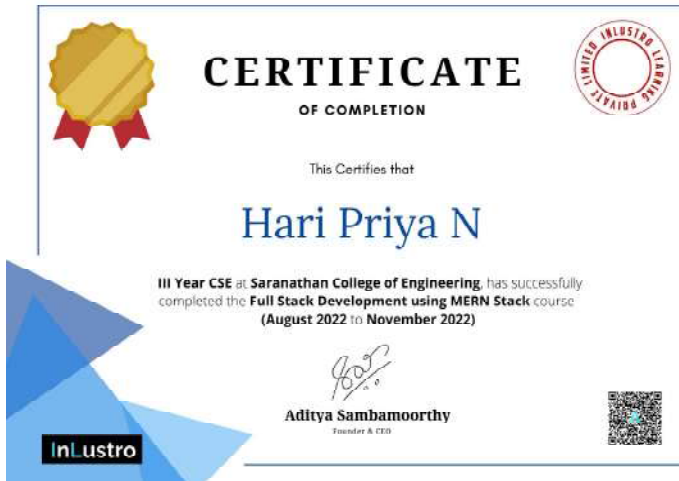 CERTIFICATE
INLUSTRO LEARNING PRIVATE LIMITED
OF COMPLETION
This Certifies that
Hari Priya N
III Year CSE at Saranathan College of Engineering, has successfully
completed the Full Stack Development using MERN Stack course
(August 2022 to November 2022)
Aditya Sambamoorthy
Founder & CEO
InLustro